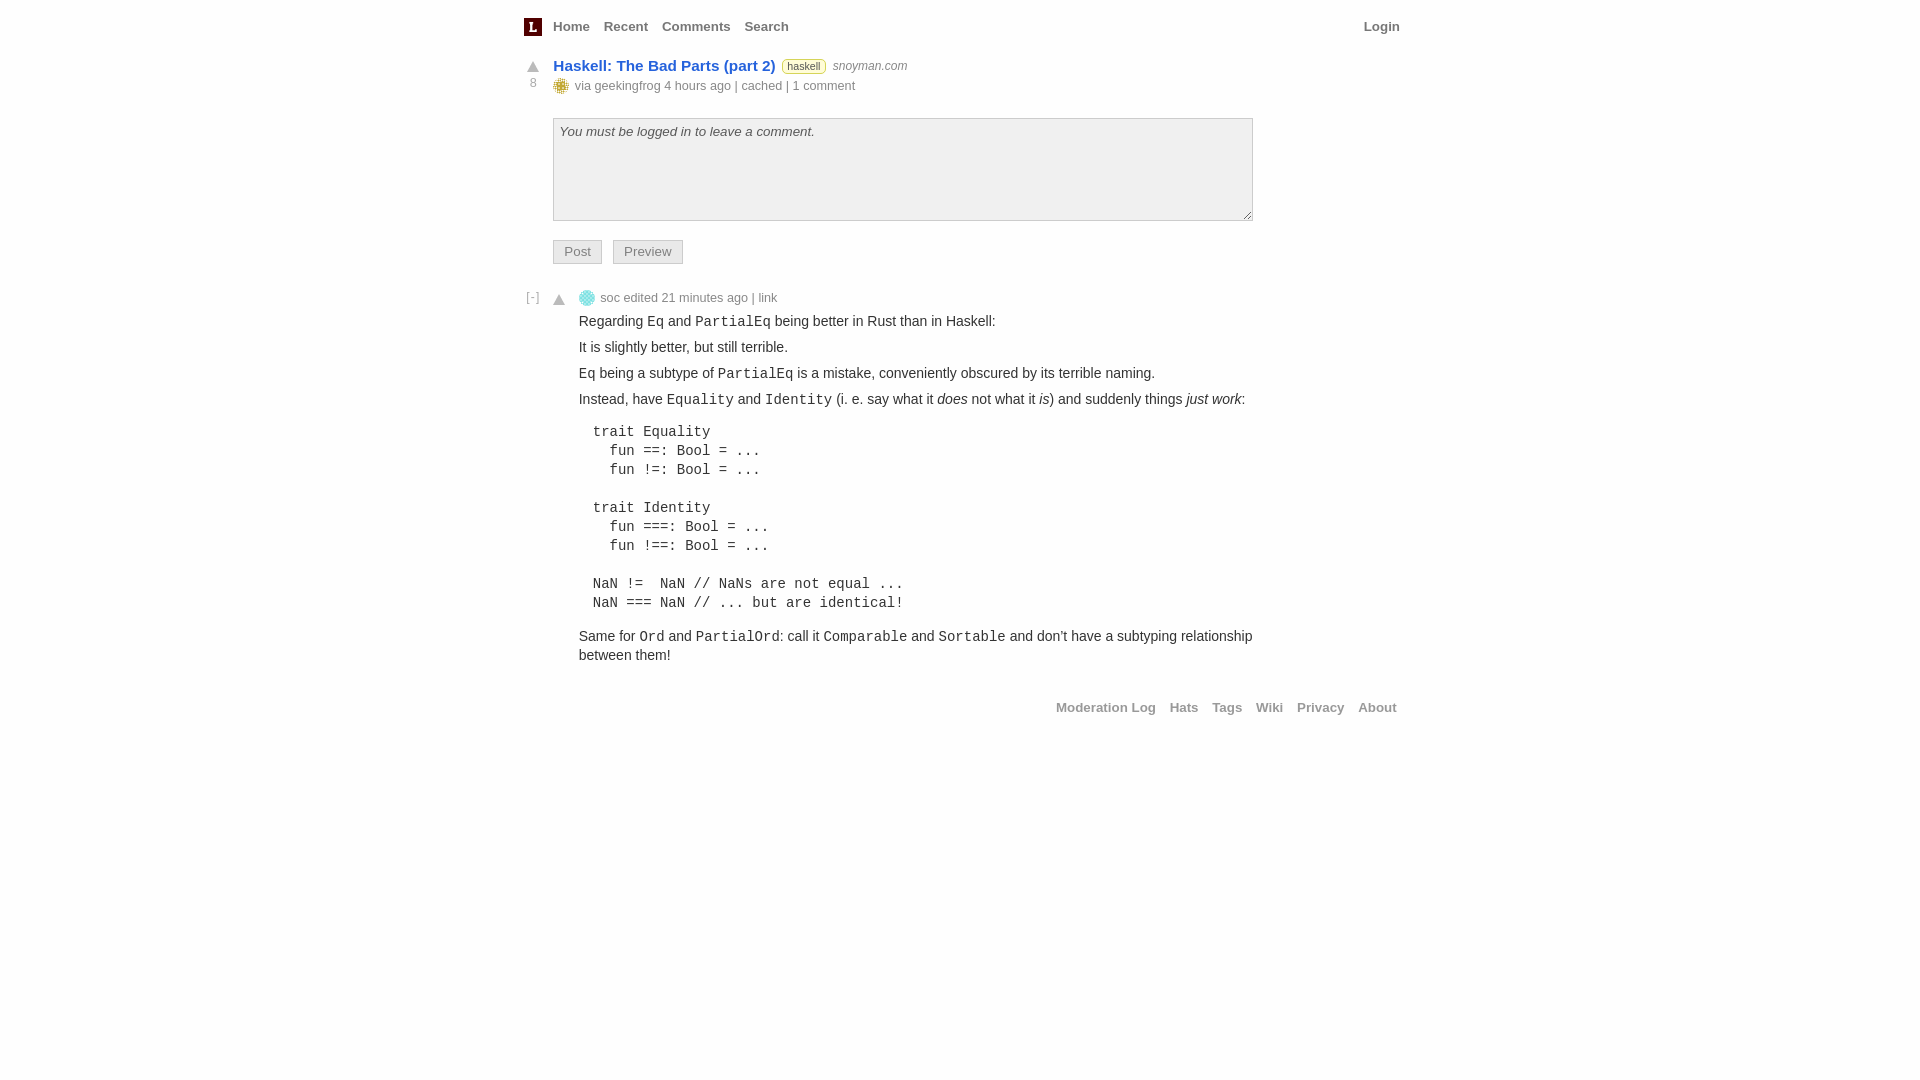 L Home Recent Comments Search Login
Haskell: The Bad Parts (part 2) haskell snoyman.com
8
via geekingfrog 4 hours ago | cached | 1 comment
You must be logged in to leave a comment.
Post Preview
[-] soc edited 21 minutes ago | link
Regarding Eq and PartialEq being better in Rust than in Haskell:
It is slightly better, but still terrible.
Eq being a subtype of PartialEq is a mistake, conveniently obscured by its terrible naming.
Instead, have Equality and Identity (i. e. say what it does not what it is) and suddenly things just work:
trait Equality
  fun ==: Bool = ...
  fun !=: Bool = ...
trait Identity
  fun ===: Bool = ...
  fun !==: Bool = ...
NaN !=  NaN // NaNs are not equal ...
NaN === NaN // ... but are identical!
Same for Ord and PartialOrd: call it Comparable and Sortable and don’t have a subtyping relationship
between them!
Moderation Log Hats Tags Wiki Privacy About